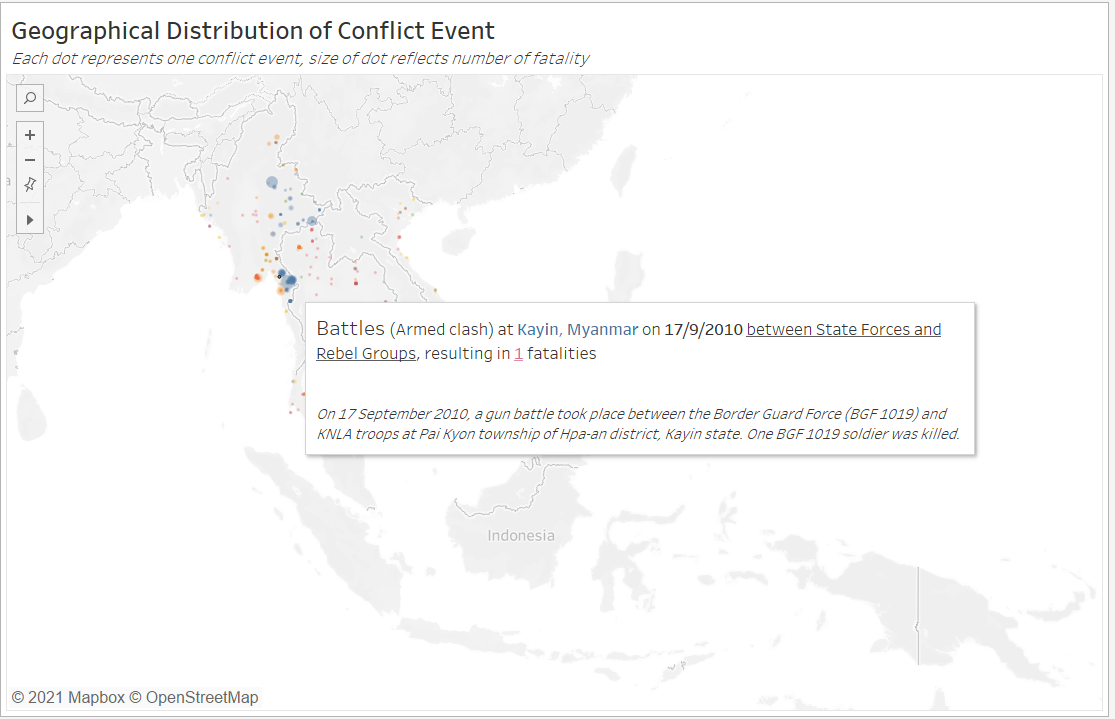 Geographical Distribution of Conflict Event
Each dot represents one conflict event, size of dot reflects number of fatality
Battles (Armed clash) at Kayin, Myanmar on 17/9/2010 between State Forces and
Rebel Groups, resulting in 1 fatalities
On 17 September 2010, a gun battle took place between the Border Guard Force (BGF 1019) and
KNLA troops at Pai Kyon township of Hpa-an district, Kayin state. One BGF 1019 soldier was killed.
Indonesia
© 2021 Mapbox © OpenStreetMap